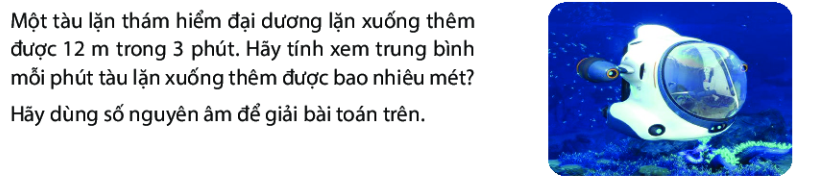 Một tàu lặn thám hiểm đại dương lặn xuống thêm
được 12 m trong 3 phút. Hãy tính xem trung bình
mỗi phút tàu lặn xuống thêm được bao nhiêu mét?
Hãy dùng số nguyên âm để giải bài toán trên.